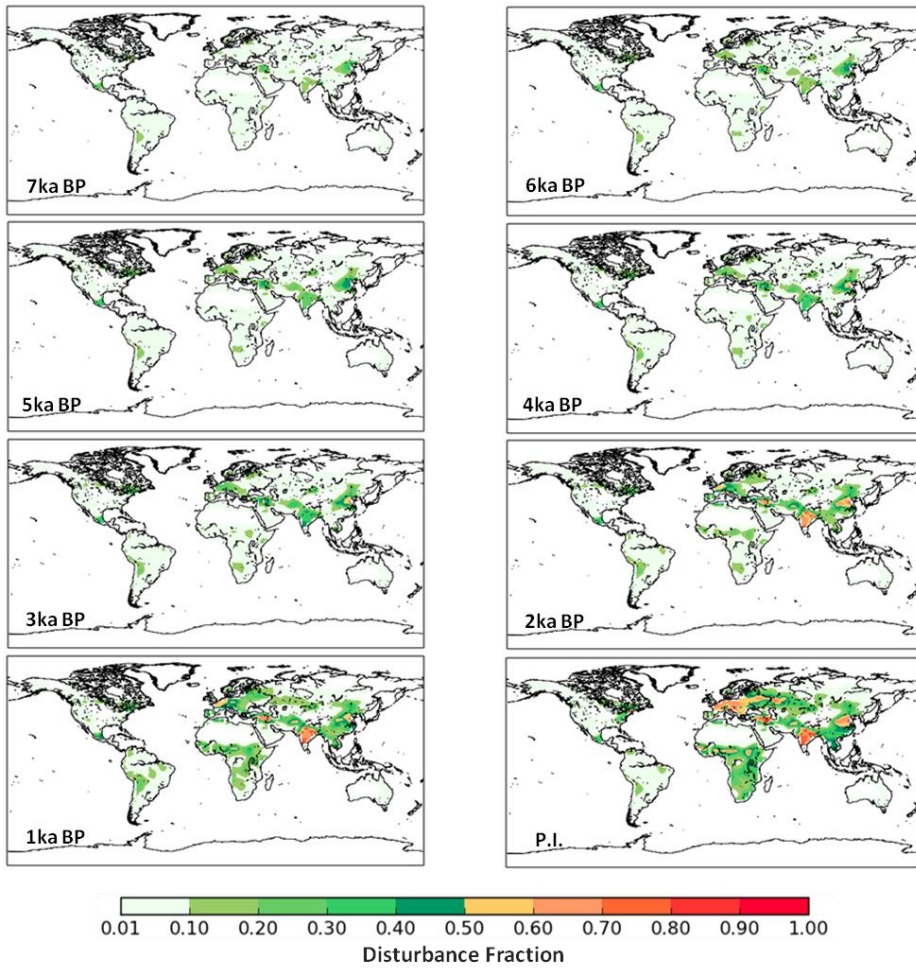 7ka BP
6ka BP
5ka BP
4ka BP
3ka BP
2ka BP
1ka BP
P.I.
0.01 0.10 0.20 0.30 0.40 0.50 0.60 0.70 0.80 0.90 1.00
Disturbance Fraction